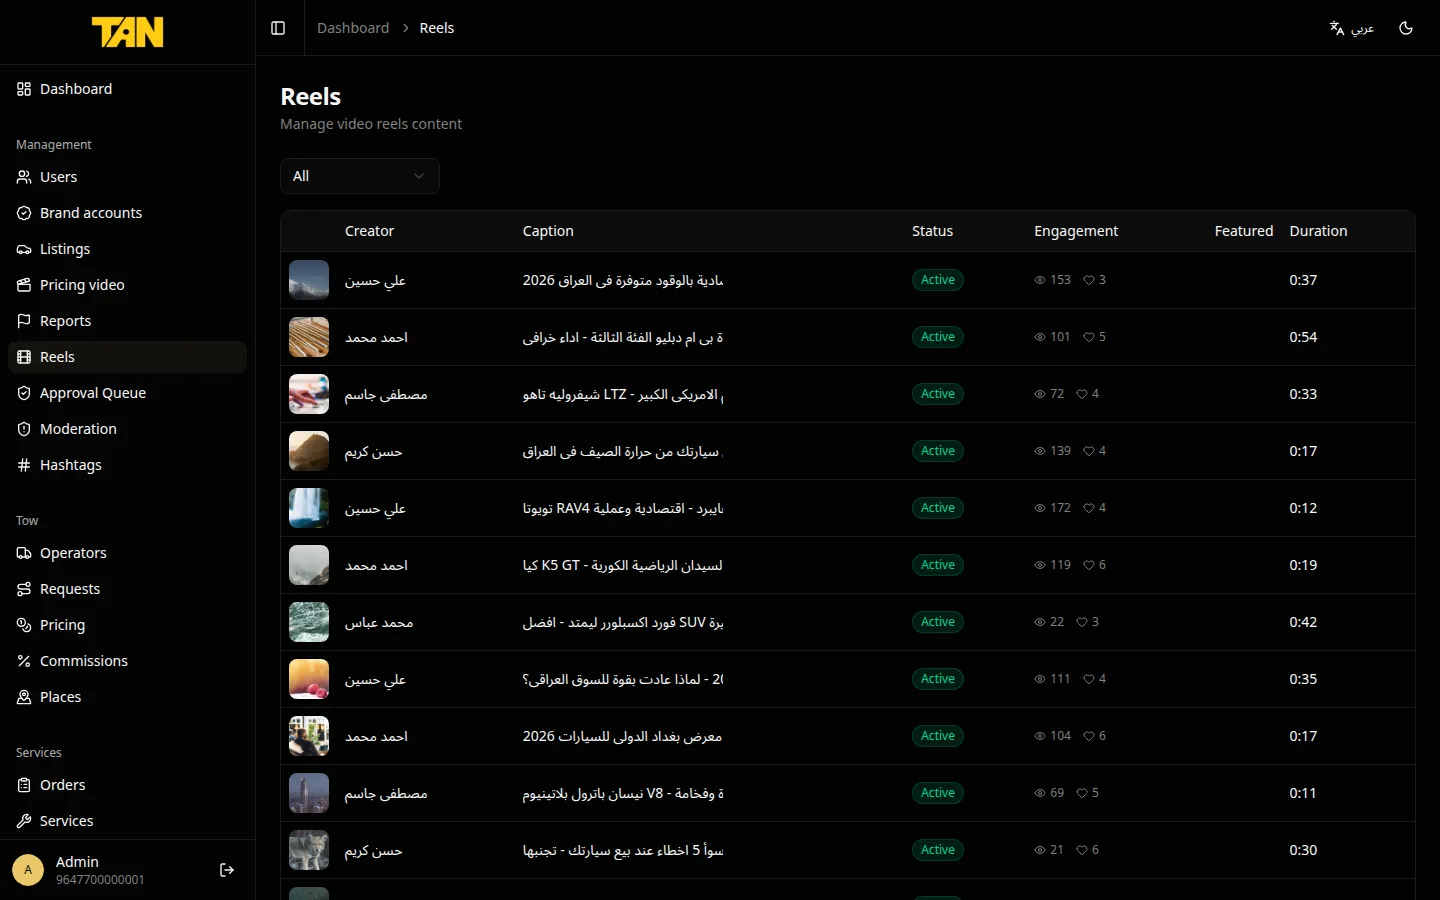 TAN
Dashboard
Management
Users
Brand accounts
Listings
Pricing video
Reports
Reels
Approval Queue
Moderation
Hashtags
Tow
Operators
Requests
Pricing
Commissions
Places
Services
Orders
Services
A
Admin
9647700000001
Dashboard > Reels
عربي
Reels
Manage video reels content
All
Creator Caption Status Engagement Featured Duration
علي حسين بالوقود متوفرة في العراق 2026 Active 153 3 0:37
احمد محمد بي ام دبليو الفئة الثالثة - اداء خرافي Active 101 5 0:54
مصطفى جاسم شيفروليه تاهو LTZ - الامريكي الكبير Active 72 4 0:33
حسن كريم سيارتك من حرارة الصيف في العراق Active 139 4 0:17
علي حسين تويوتا RAV4 هايبرد - اقتصادية وعملية Active 172 4 0:12
احمد محمد كيا K5 GT - السيدان الرياضية الكورية Active 119 6 0:19
محمد عباس فورد اكسبلورر ليمتد - افضل SUV Active 22 3 0:42
علي حسين - لماذا عادت بقوة للسوق العراقي؟ Active 111 4 0:35
احمد محمد معرض بغداد الدولي للسيارات 2026 Active 104 6 0:17
مصطفى جاسم نيسان باترول بلاتينيوم V8 - وفخامة Active 69 5 0:11
حسن كريم 5 اخطاء عند بيع سيارتك - تجنبها Active 21 6 0:30